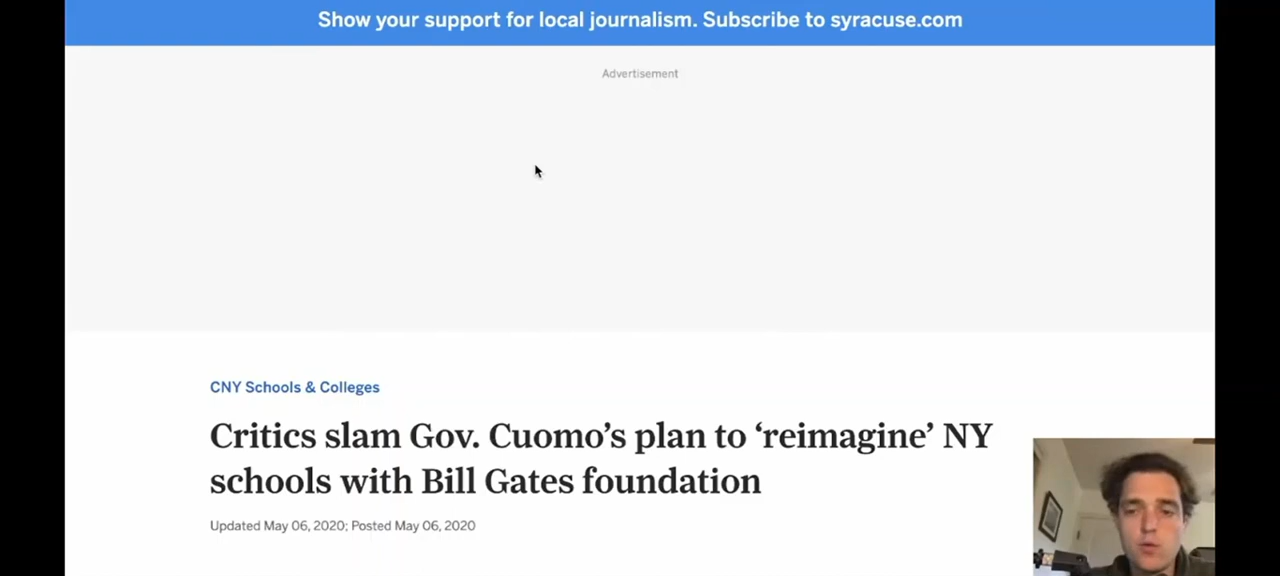 Show your support for local journalism. Subscribe to syracuse.com
Advertisement
CNY Schools & Colleges
Critics slam Gov. Cuomo’s plan to ‘reimagine’ NY
schools with Bill Gates foundation
Updated May 06, 2020; Posted May 06, 2020